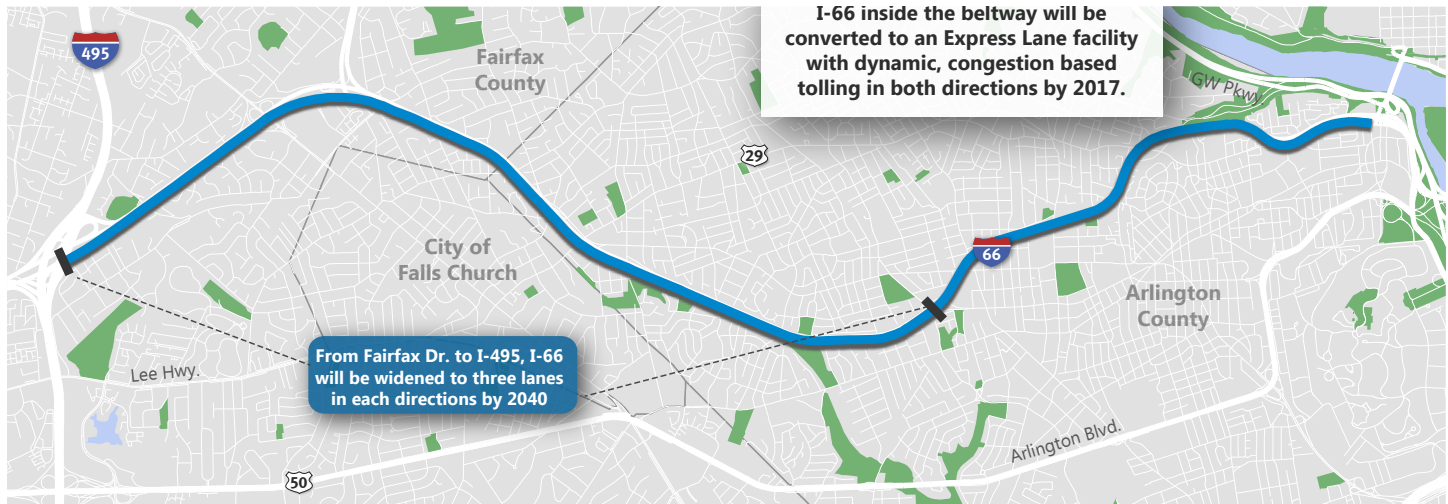 I-66 inside the beltway will be
converted to an Express Lane facility
with dynamic, congestion based
tolling in both directions by 2017.
495
Fairfax
County
GW Pkwy.
29
City of
Falls Church
66
Arlington
County
From Fairfax Dr. to I-495, I-66
will be widened to three lanes
in each directions by 2040
Lee Hwy.
Arlington Blvd.
50